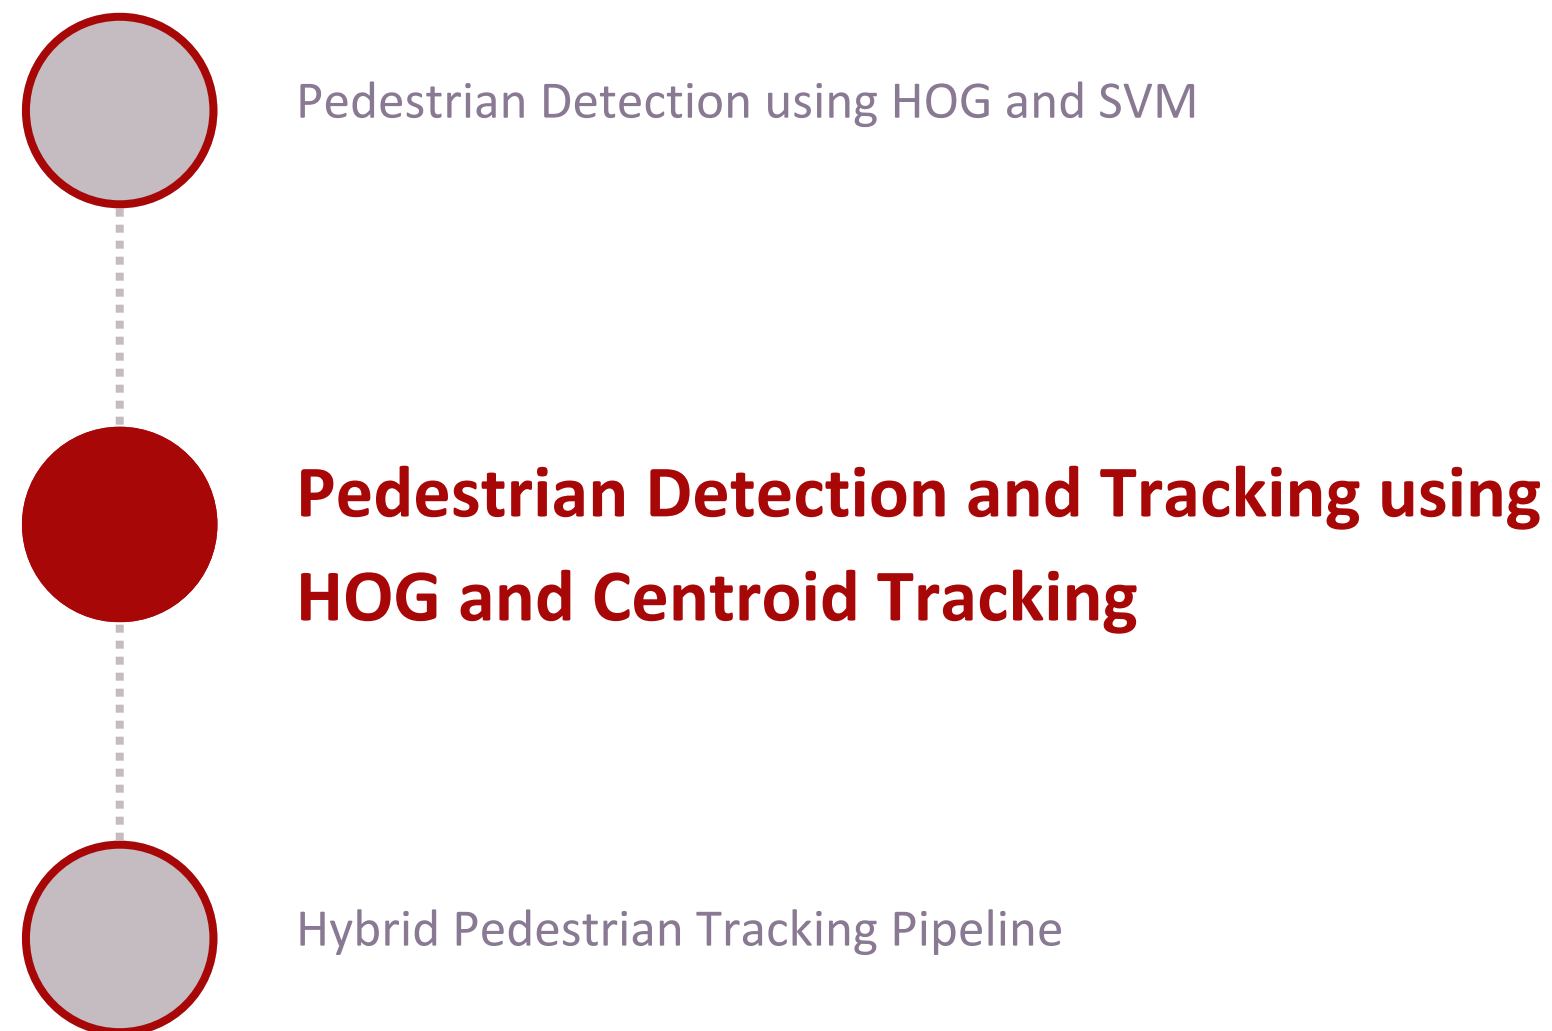 Pedestrian Detection using HOG and SVM
Pedestrian Detection and Tracking using
HOG and Centroid Tracking
Hybrid Pedestrian Tracking Pipeline